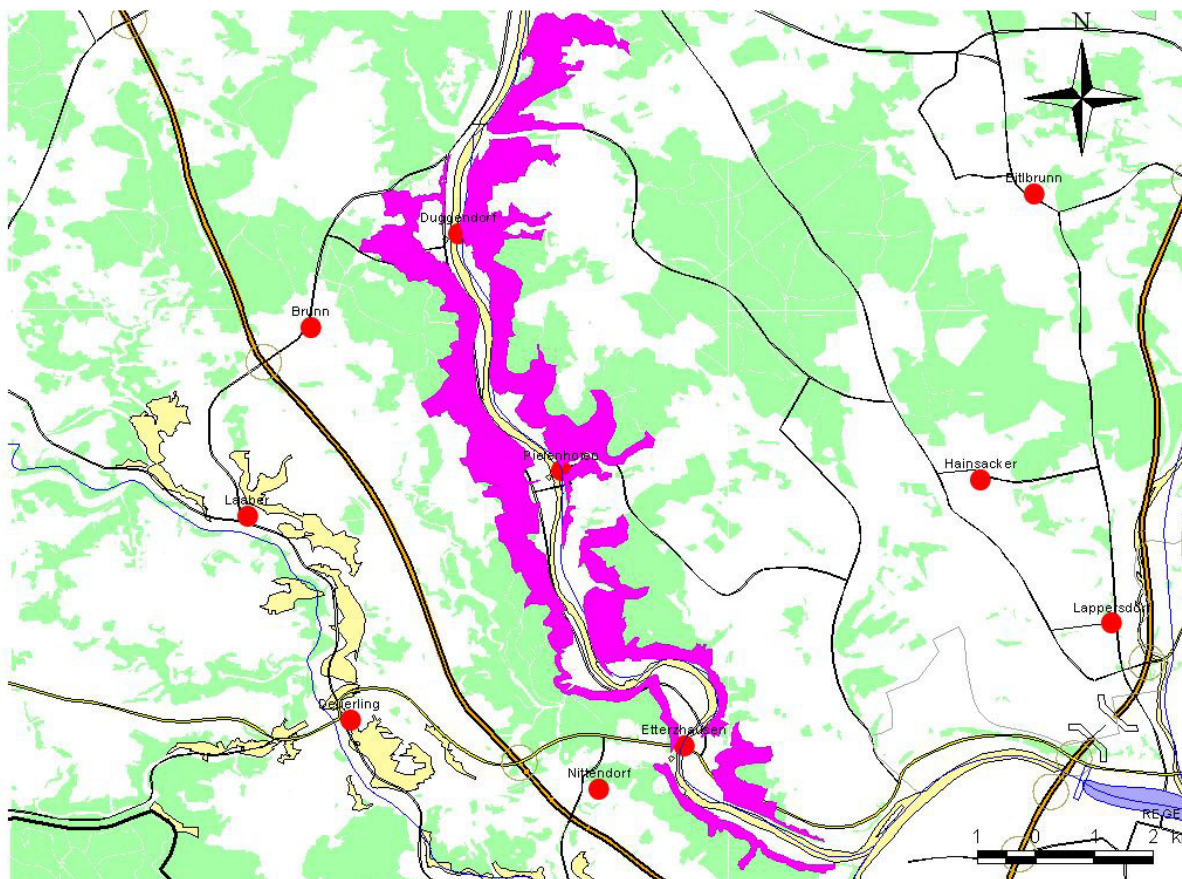 N
Eitlbrunn
Duggendorf
Brunn
Pielenhofen
Hainsacker
Laaber
Lappersdorf
Deuerling
Etterzhausen
Nittendorf
REGE
1 0 1 2 K